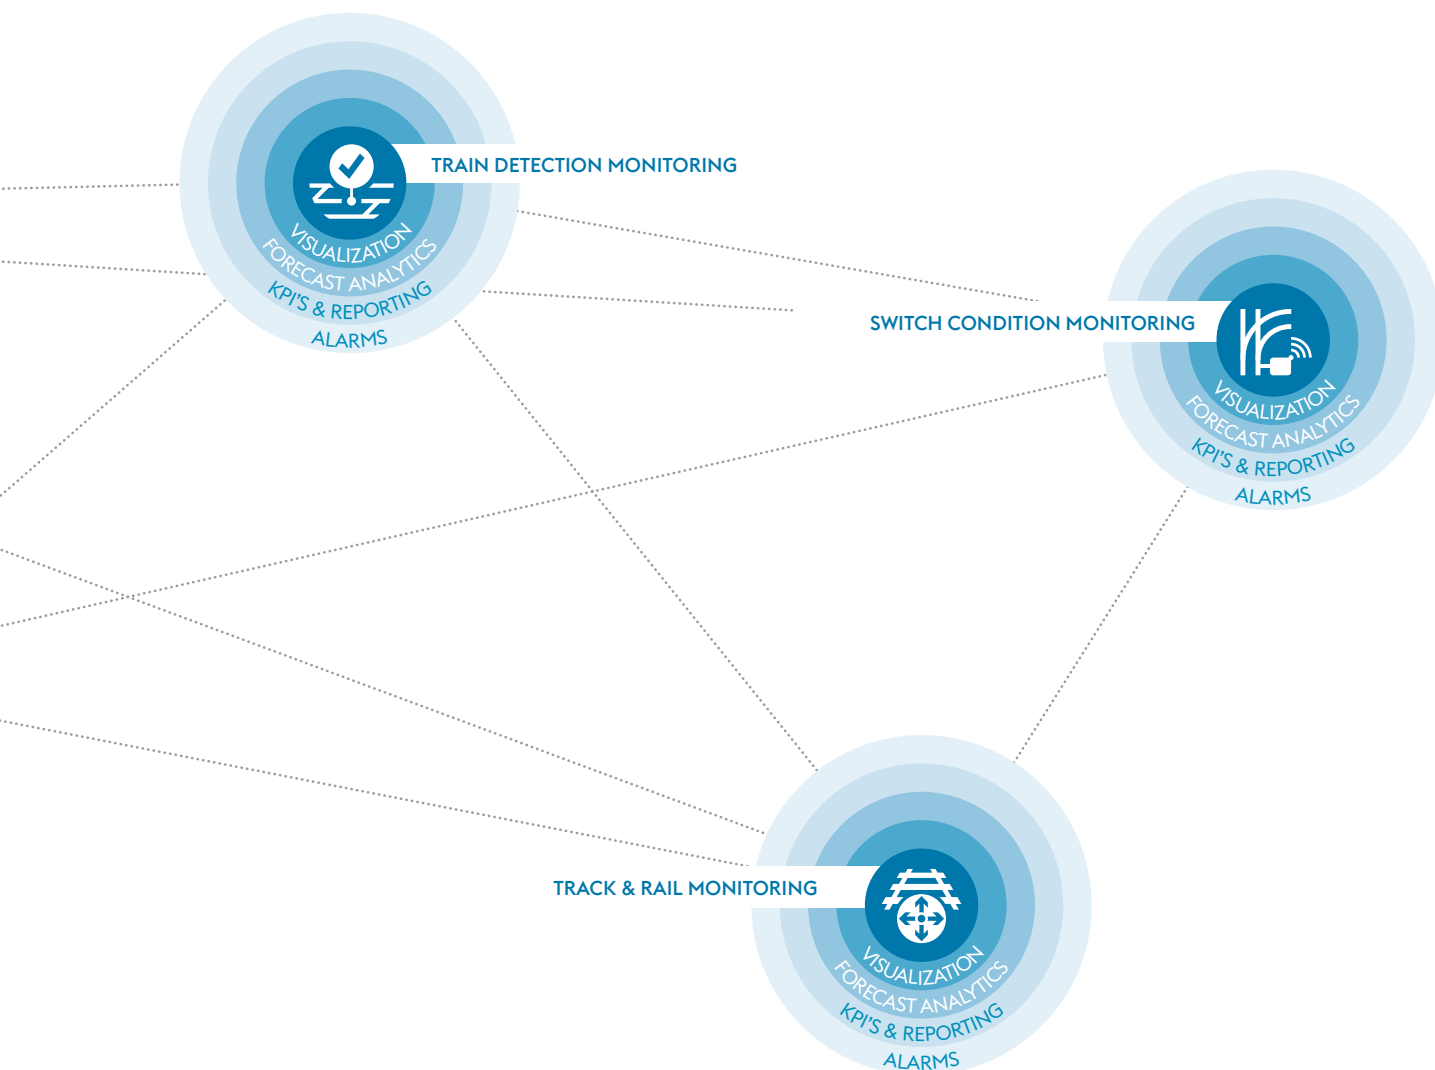 TRAIN DETECTION MONITORING
VISUALIZATION
FORECAST ANALYTICS
KPI'S & REPORTING
ALARMS
SWITCH CONDITION MONITORING
VISUALIZATION
FORECAST ANALYTICS
KPI'S & REPORTING
ALARMS
TRACK & RAIL MONITORING
VISUALIZATION
FORECAST ANALYTICS
KPI'S & REPORTING
ALARMS